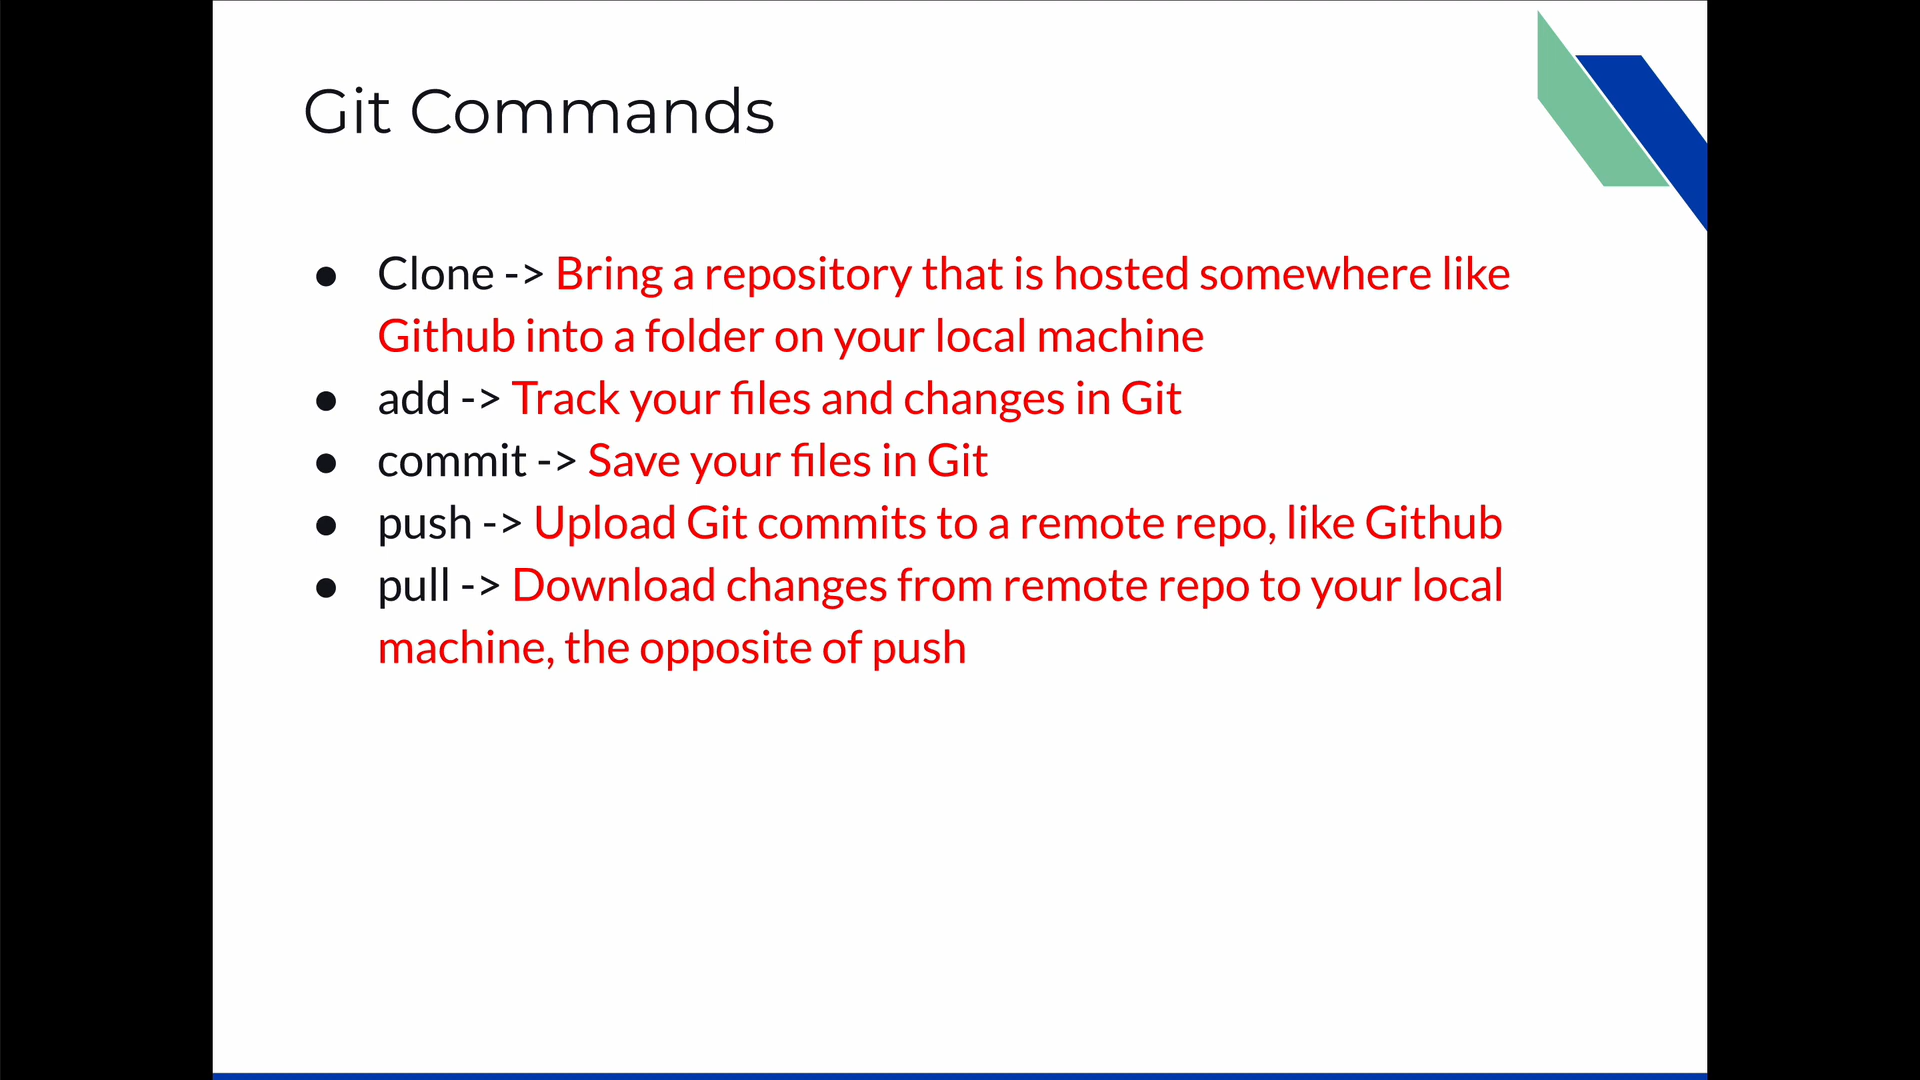 Git Commands
● Clone -> Bring a repository that is hosted somewhere like
Github into a folder on your local machine
● add -> Track your files and changes in Git
● commit -> Save your files in Git
● push -> Upload Git commits to a remote repo, like Github
● pull -> Download changes from remote repo to your local
machine, the opposite of push